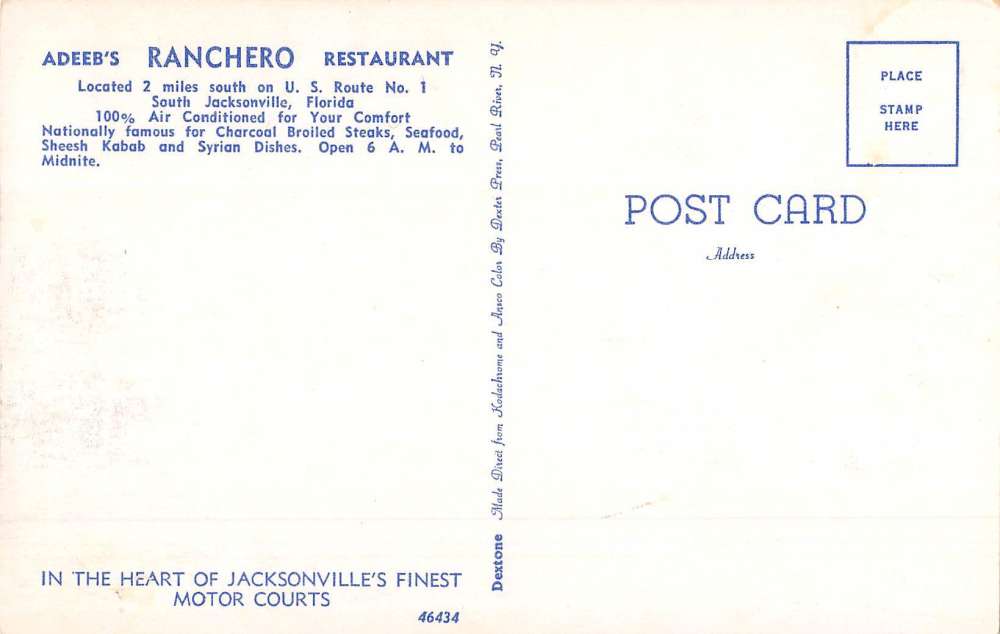 ADEEB'S RANCHERO RESTAURANT
Located 2 miles south on U. S. Route No. 1
South Jacksonville, Florida
100% Air Conditioned for Your Comfort
Nationally famous for Charcoal Broiled Steaks, Seafood,
Sheesh Kabab and Syrian Dishes. Open 6 A. M. to
Midnite.
IN THE HEART OF JACKSONVILLE'S FINEST
MOTOR COURTS
46434
Dextone Made Direct from Kodachrome and Ansco Color By Dexter Press, Pearl River, N. Y.
PLACE
STAMP
HERE
POST CARD
Address